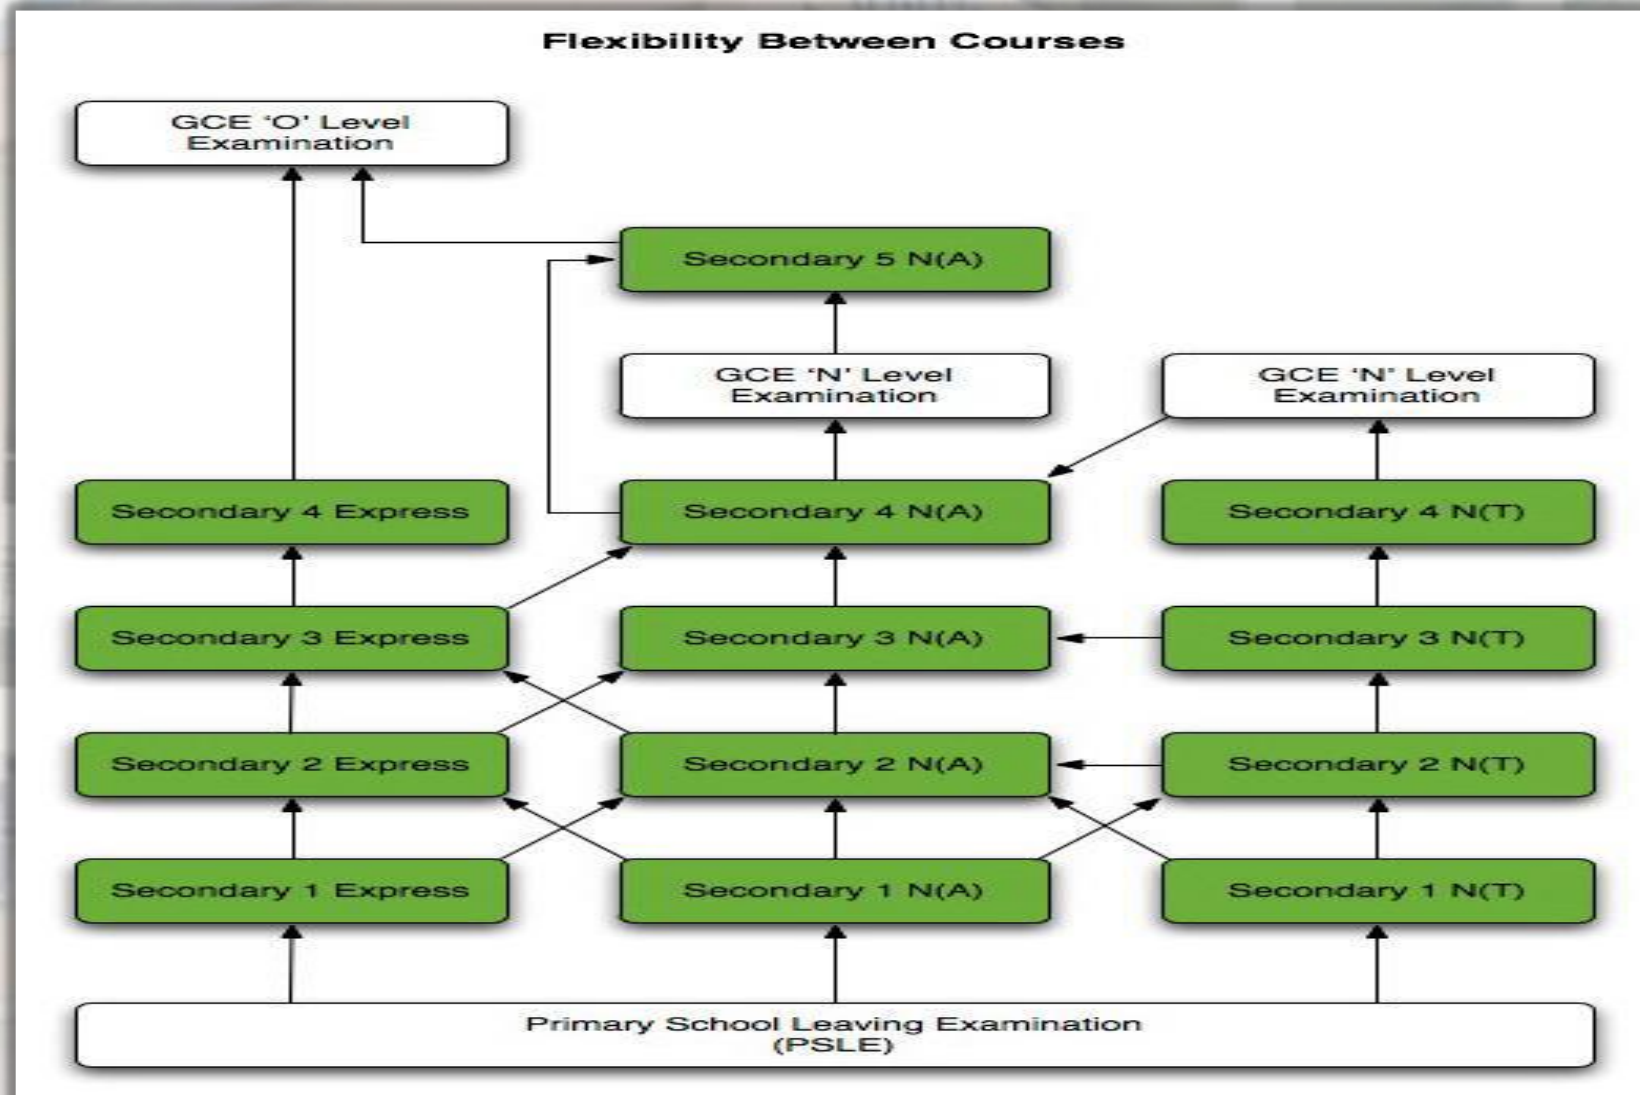 Flexibility Between Courses
GCE ‘O’ Level
Examination
Secondary 5 N(A)
GCE ‘N’ Level
Examination
GCE ‘N’ Level
Examination
Secondary 4 Express
Secondary 4 N(A)
Secondary 4 N(T)
Secondary 3 Express
Secondary 3 N(A)
Secondary 3 N(T)
Secondary 2 Express
Secondary 2 N(A)
Secondary 2 N(T)
Secondary 1 Express
Secondary 1 N(A)
Secondary 1 N(T)
Primary School Leaving Examination
(PSLE)